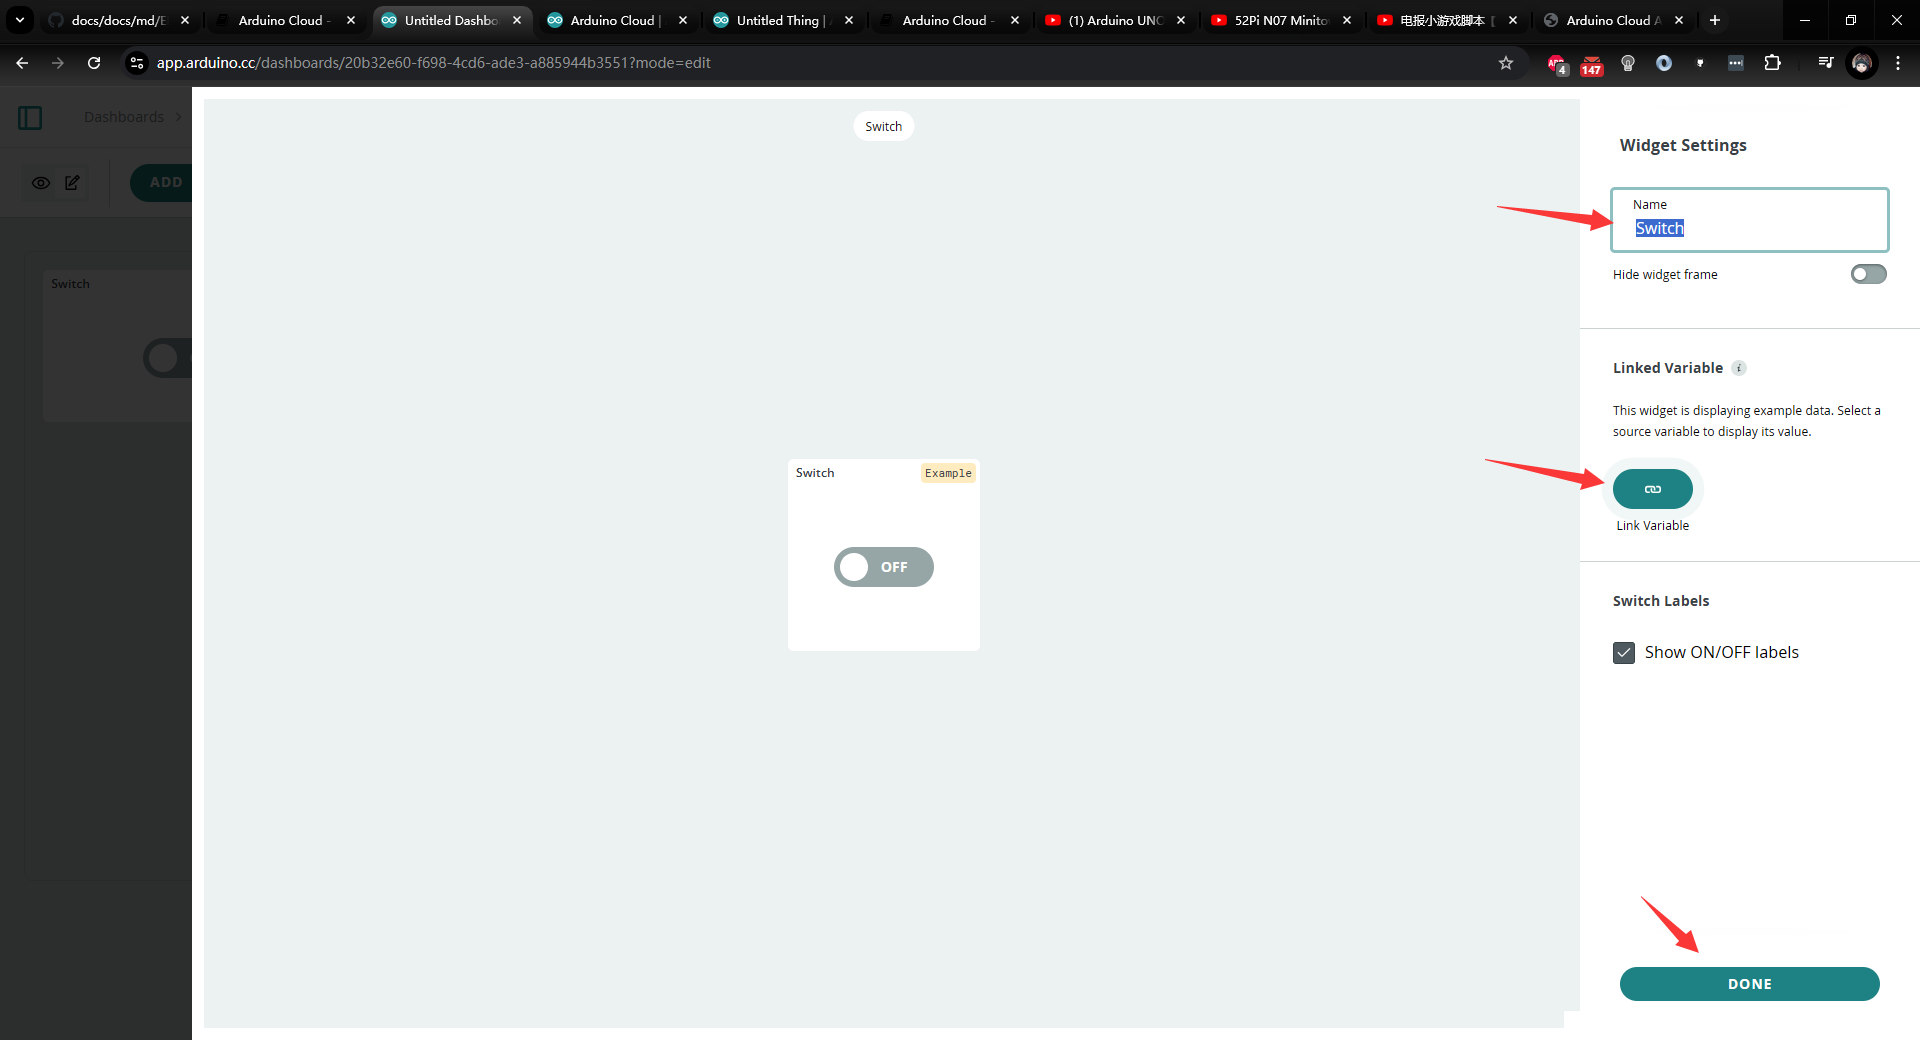 docs/docs/md/E
Arduino Cloud -
Untitled Dashbo
Arduino Cloud |
Untitled Thing |
Arduino Cloud -
(1) Arduino UNO
52Pi N07 Minito
电报小游戏脚本
Arduino Cloud A
app.arduino.cc/dashboards/20b32e60-f698-4cd6-ade3-a885944b3551?mode=edit
4
147
Dashboards >
ADD
Switch
Switch
Switch
Example
OFF
Widget Settings
Name
Switch
Hide widget frame
Linked Variable i
This widget is displaying example data. Select a
source variable to display its value.
Link Variable
Switch Labels
Show ON/OFF labels
DONE